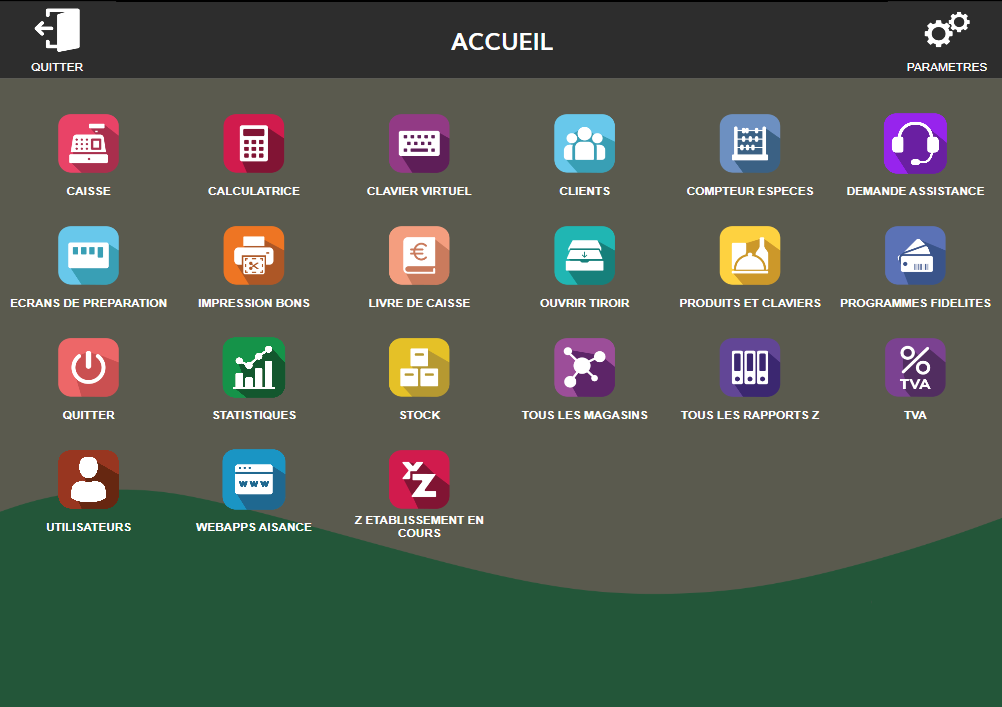 ACCUEIL
QUITTER
PARAMETRES
CAISSE
CALCULATRICE
CLAVIER VIRTUEL
CLIENTS
COMPTEUR ESPECES
DEMANDE ASSISTANCE
ECRANS DE PREPARATION
IMPRESSION BONS
LIVRE DE CAISSE
OUVRIR TIROIR
PRODUITS ET CLAVIERS
PROGRAMMES FIDELITES
QUITTER
STATISTIQUES
STOCK
TOUS LES MAGASINS
TOUS LES RAPPORTS Z
TVA
TVA
UTILISATEURS
WWW
WEBAPPS AISANCE
Z ETABLISSEMENT EN
COURS